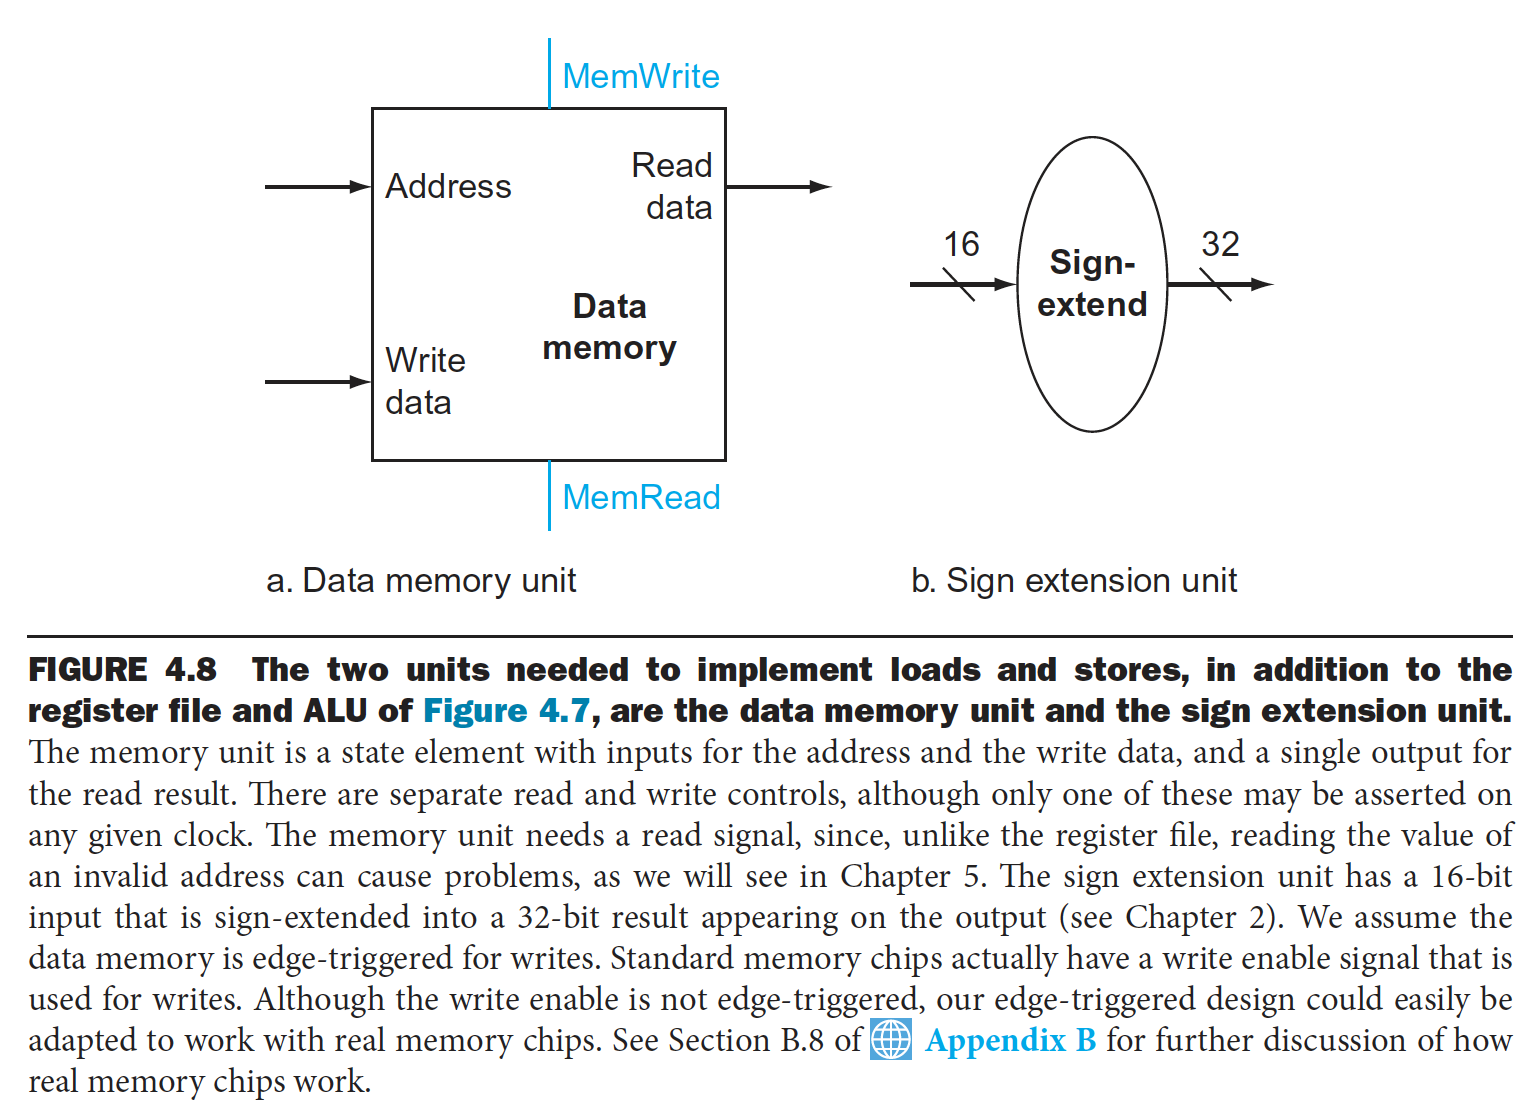 MemWrite
Address
Read
data
Data
memory
Write
data
MemRead
16
Sign-
extend
32
a. Data memory unit
b. Sign extension unit
FIGURE 4.8 The two units needed to implement loads and stores, in addition to the
register file and ALU of Figure 4.7, are the data memory unit and the sign extension unit.
The memory unit is a state element with inputs for the address and the write data, and a single output for
the read result. There are separate read and write controls, although only one of these may be asserted on
any given clock. The memory unit needs a read signal, since, unlike the register file, reading the value of
an invalid address can cause problems, as we will see in Chapter 5. The sign extension unit has a 16-bit
input that is sign-extended into a 32-bit result appearing on the output (see Chapter 2). We assume the
data memory is edge-triggered for writes. Standard memory chips actually have a write enable signal that is
used for writes. Although the write enable is not edge-triggered, our edge-triggered design could easily be
adapted to work with real memory chips. See Section B.8 of Appendix B for further discussion of how
real memory chips work.